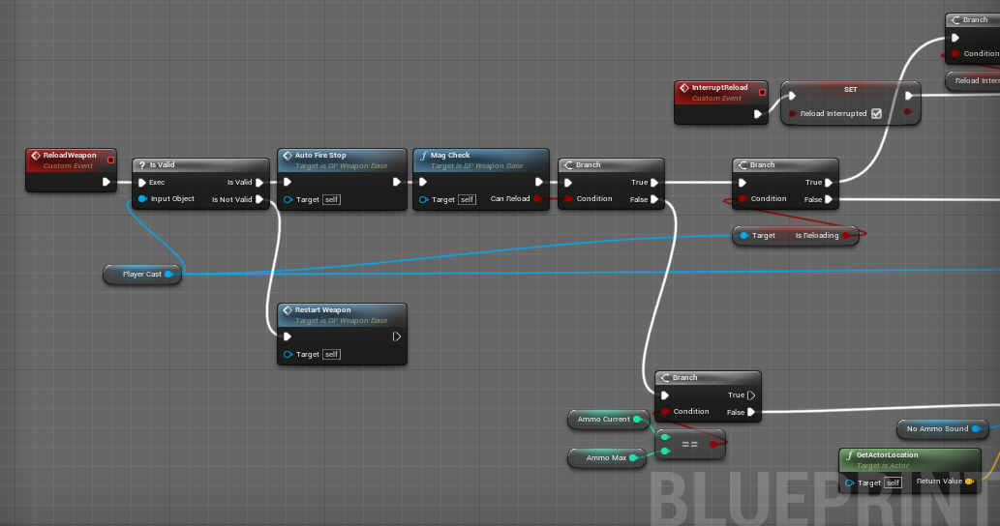 Branch
Condition
Reload Interr
InterruptReload
Custom Event
SET
Reload Interrupted
ReloadWeapon
Custom Event
? Is Valid
Exec
Is Valid
Input Object
Is Not Valid
Auto Fire Stop
Target is BP Weapon Base
Target self
f Mag Check
Target is BP Weapon Base
Target self
Can Reload
Branch
True
Condition
False
Branch
True
Condition
False
Target
Is Reloading
Player Cast
Restart Weapon
Target is BP Weapon Base
Target self
Branch
True
Condition
False
Ammo Current
==
Ammo Max
No Ammo Sound
f GetActorLocation
Target is Actor
Target self
Return Value
BLUEPRINT